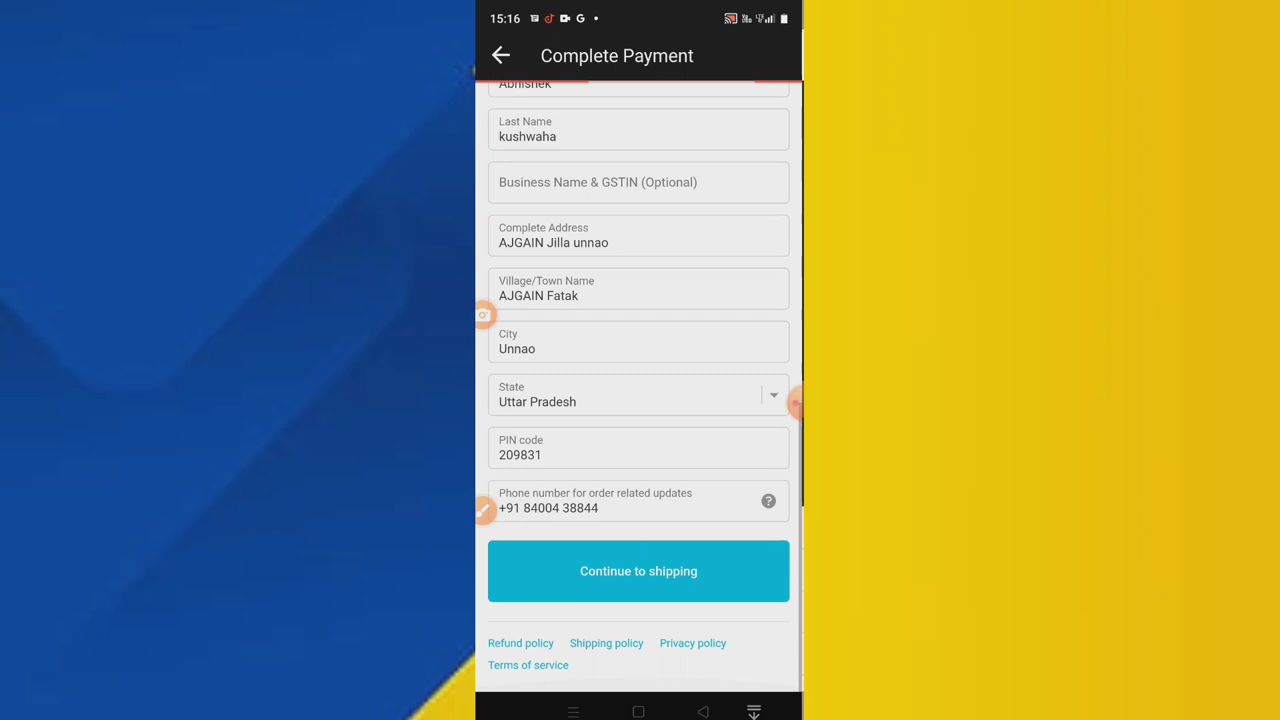 15:16
Complete Payment
Abhishek
Last Name
kushwaha
Business Name & GSTIN (Optional)
Complete Address
AJGAIN Jilla unnao
Village/Town Name
AJGAIN Fatak
City
Unnao
State
Uttar Pradesh
PIN code
209831
Phone number for order related updates
+91 84004 38844
Continue to shipping
Refund policy Shipping policy Privacy policy
Terms of service